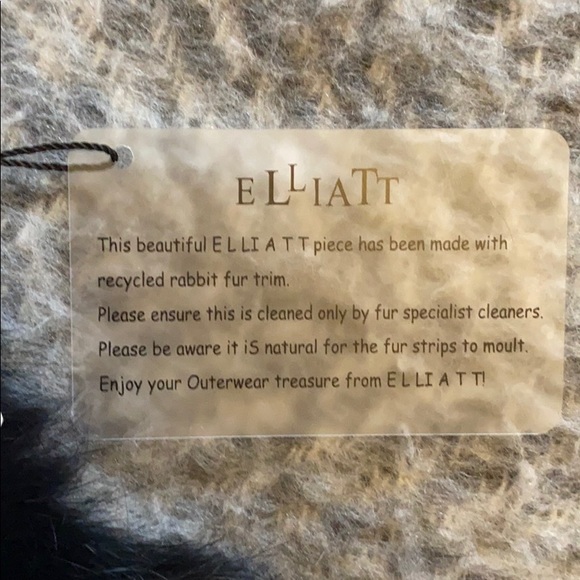 ELLIATT
This beautiful E L LI A T T piece has been made with
recycled rabbit fur trim.
Please ensure this is cleaned only by fur specialist cleaners.
Please be aware it iS natural for the fur strips to moult.
Enjoy your Outerwear treasure from E L LI A T T!